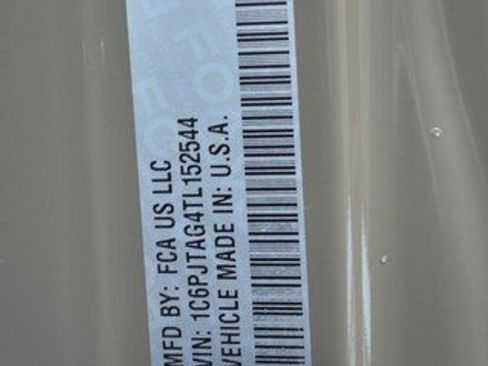 MFD BY: FCA US LLC
VIN: 1C6PJTAG4TL152544
VEHICLE MADE IN: U.S.A.